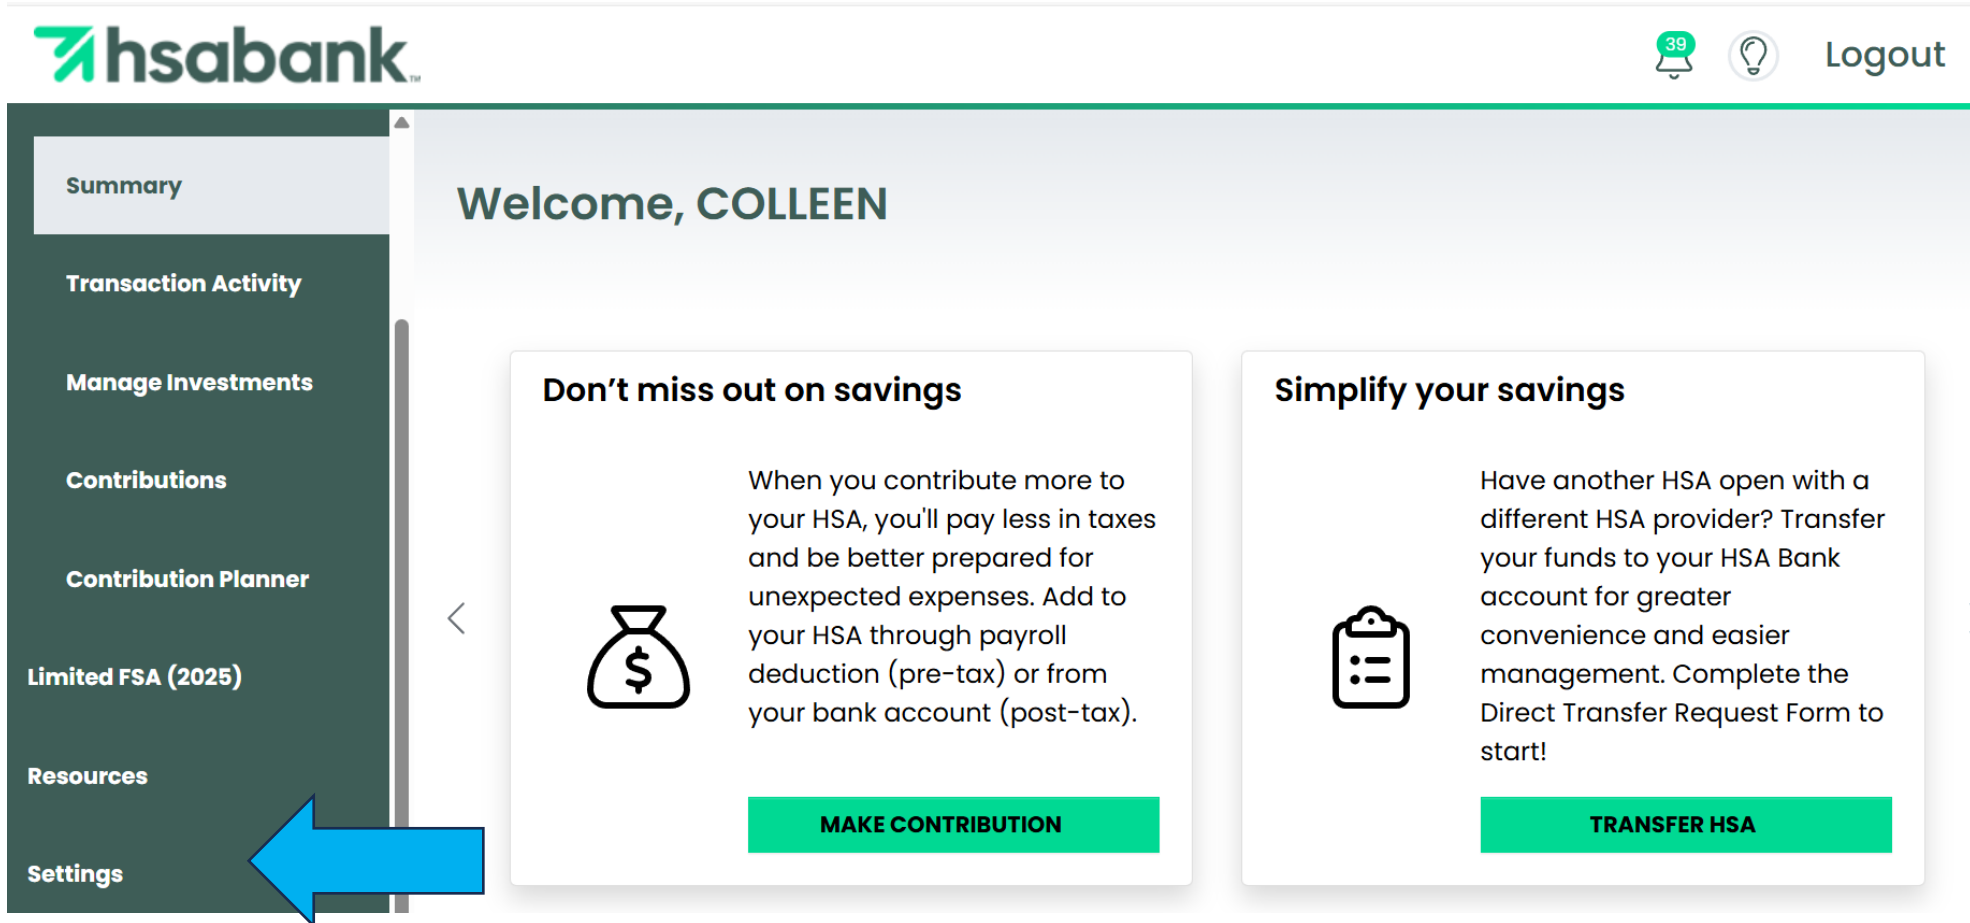 hsabank™
39
Logout
Summary
Transaction Activity
Manage Investments
Contributions
Contribution Planner
Limited FSA (2025)
Resources
Settings
Welcome, COLLEEN
Don’t miss out on savings
When you contribute more to
your HSA, you'll pay less in taxes
and be better prepared for
unexpected expenses. Add to
your HSA through payroll
deduction (pre-tax) or from
your bank account (post-tax).
MAKE CONTRIBUTION
Simplify your savings
Have another HSA open with a
different HSA provider? Transfer
your funds to your HSA Bank
account for greater
convenience and easier
management. Complete the
Direct Transfer Request Form to
start!
TRANSFER HSA